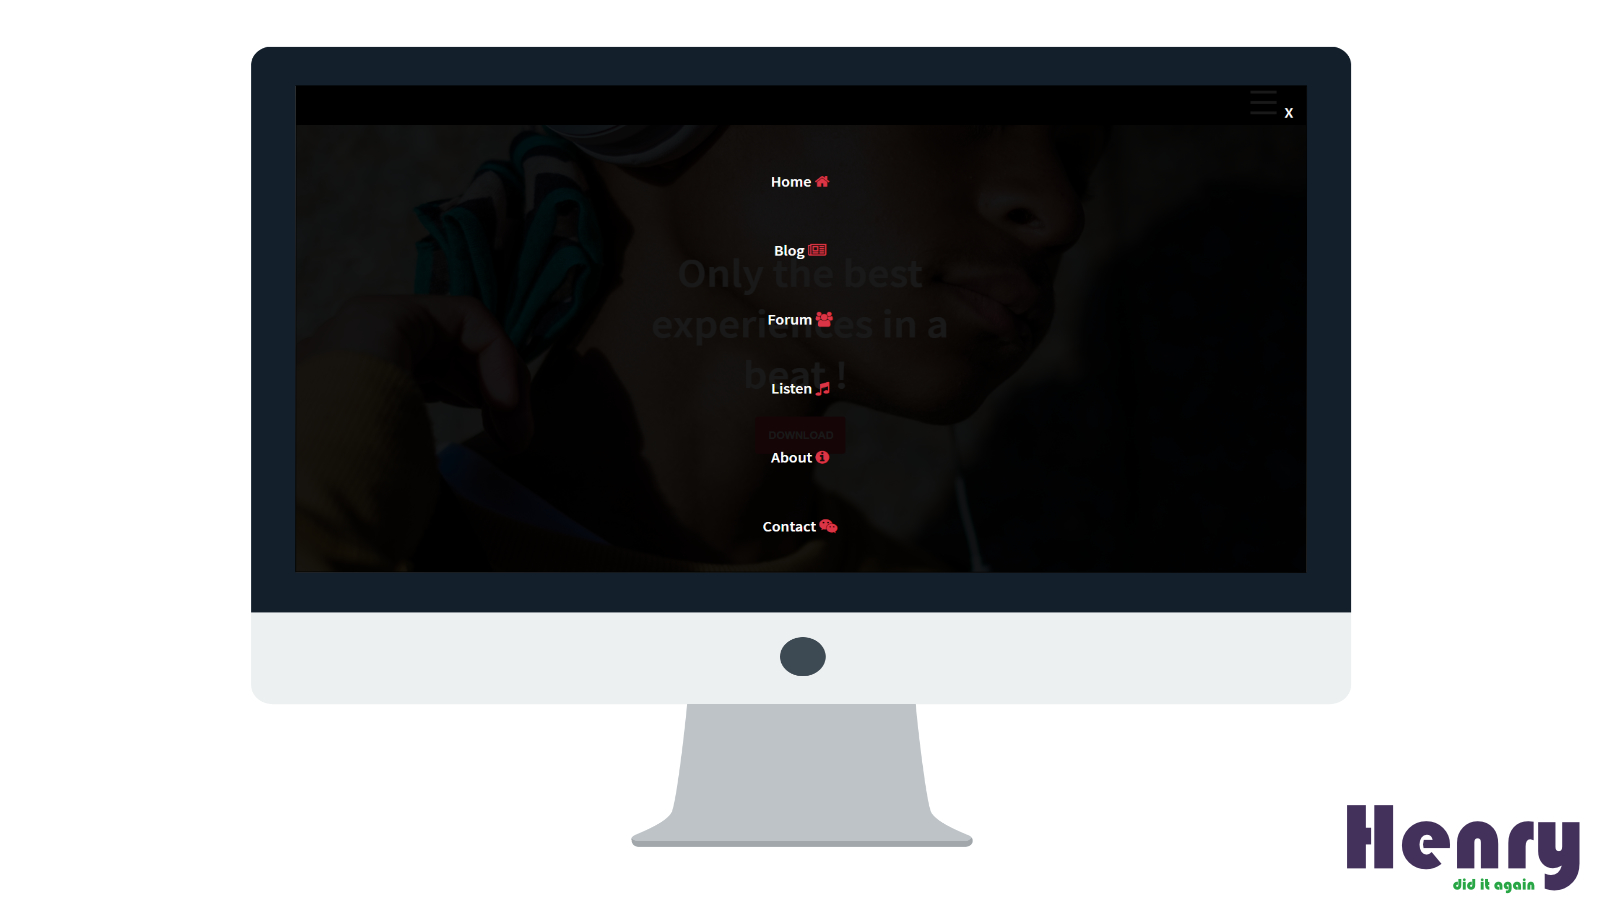 X
Home
Blog
Only the best
Forum
experiences in a
beat !
Listen
DOWNLOAD
About
Contact
Henry
did it again